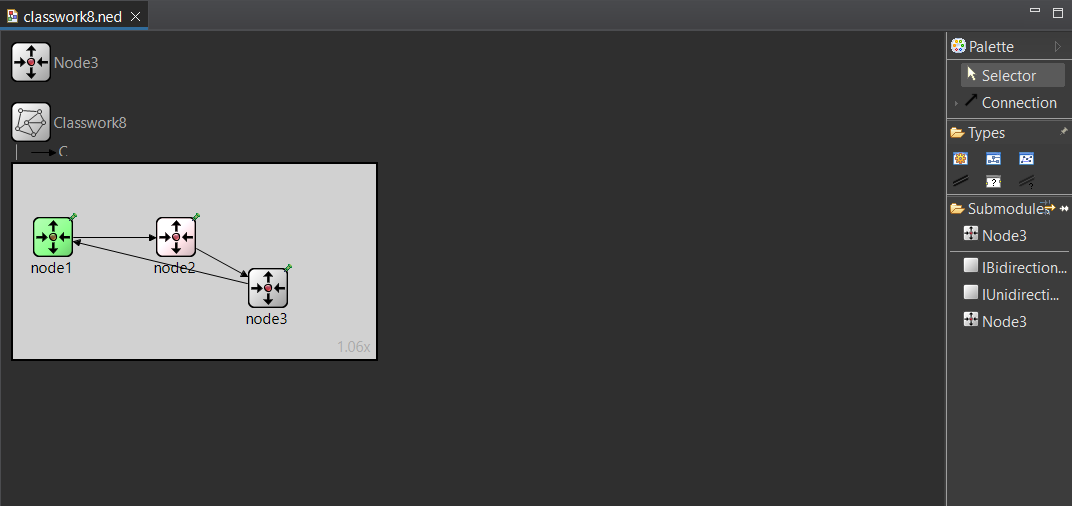 classwork8.ned
Node3
Classwork8
C
node1
node2
node3
1.06x
Palette
Selector
Connection
Types
?
?
Submodules
Node3
IBidirection...
IUnidirecti...
Node3